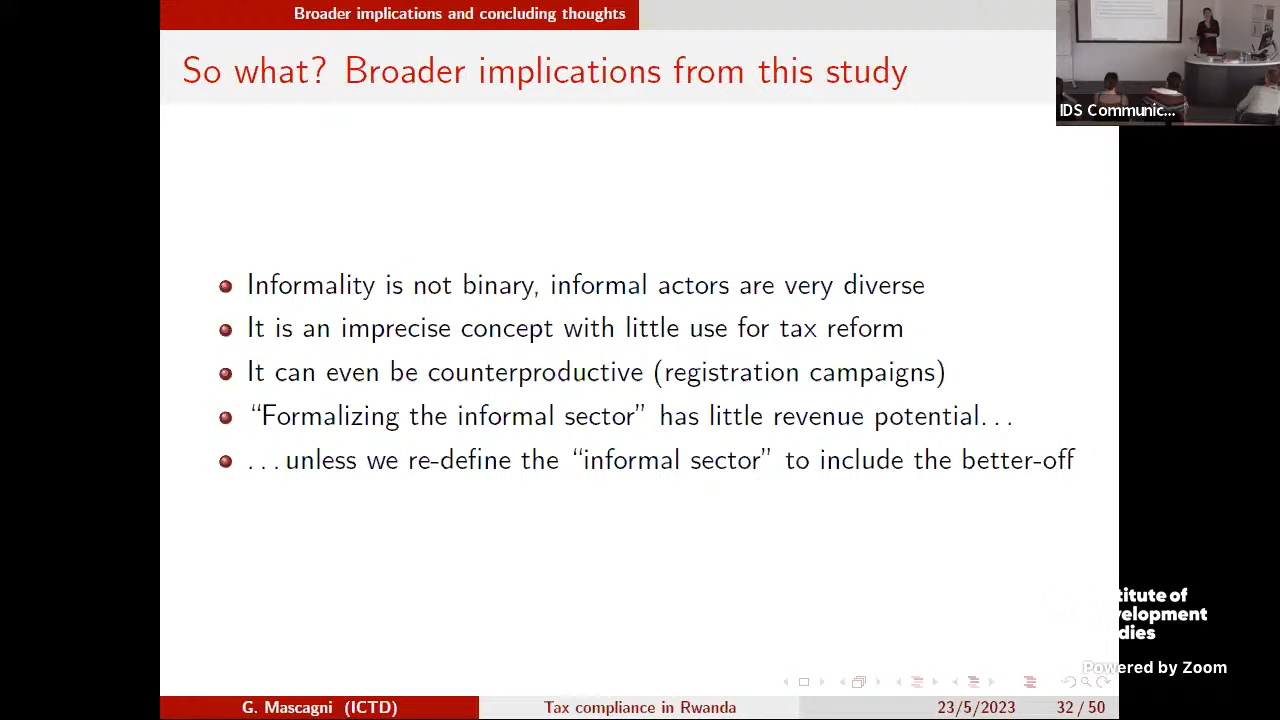 Broader implications and concluding thoughts
So what? Broader implications from this study
IDS Communic...
Informality is not binary, informal actors are very diverse
It is an imprecise concept with little use for tax reform
It can even be counterproductive (registration campaigns)
“Formalizing the informal sector” has little revenue potential...
...unless we re-define the “informal sector” to include the better-off
titute of
velopment
dies
Powered by Zoom
G. Mascagni (ICTD)
Tax compliance in Rwanda
23/5/2023
32 / 50